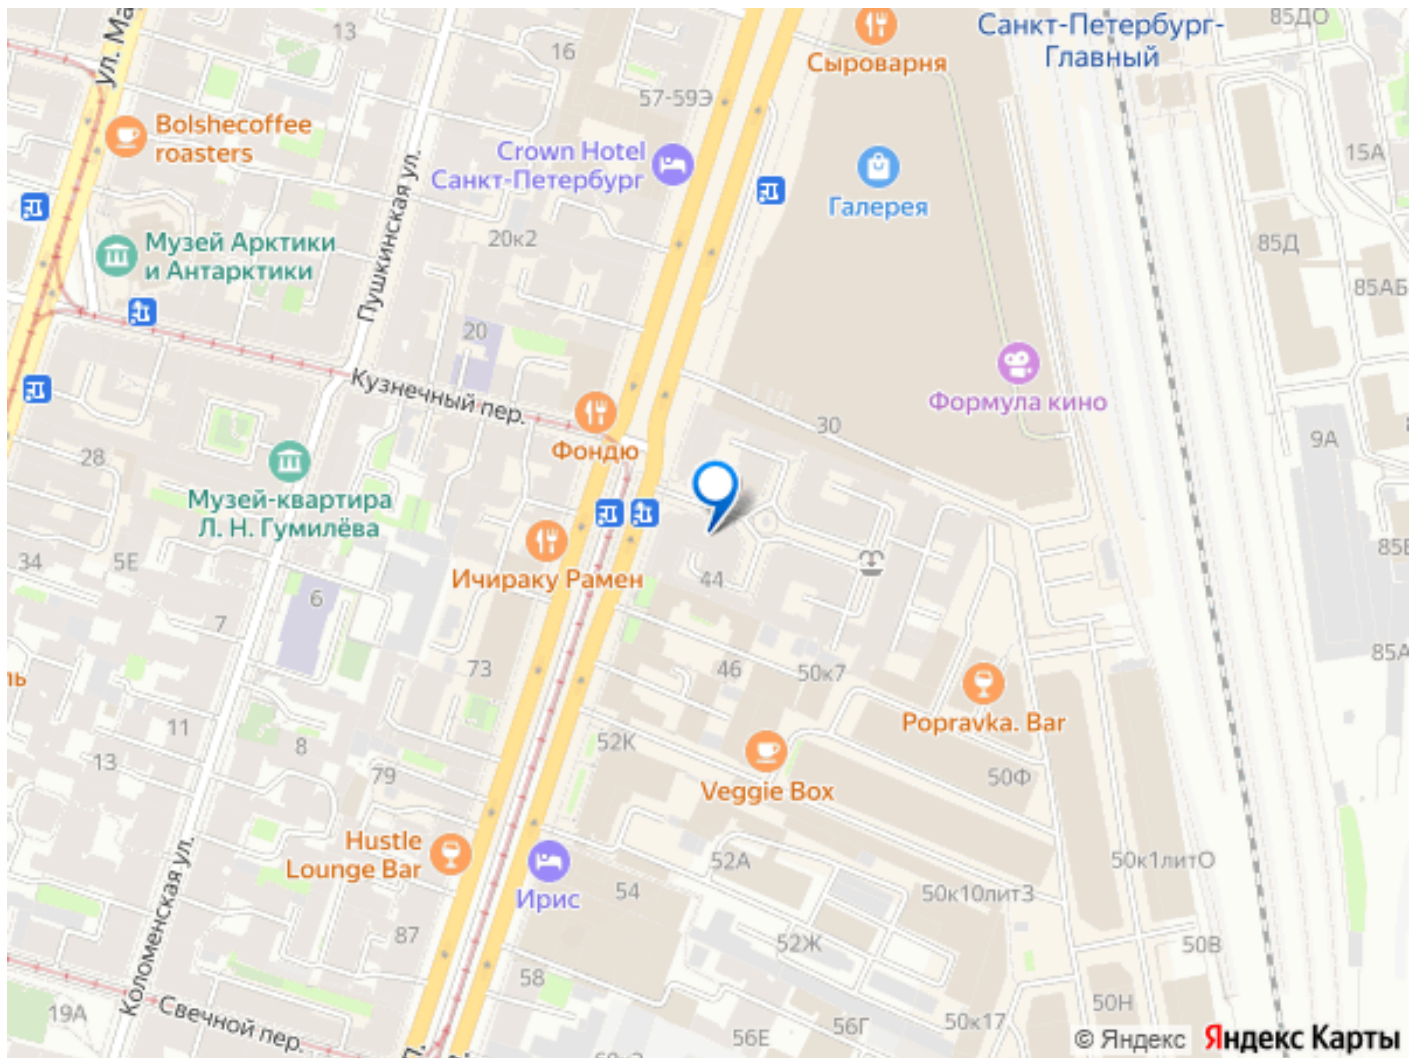 ул. Ма
13
16
Сыроварня
Санкт-Петербург-
Главный
85ДО
57-59Э
Bolshecoffee
roasters
Crown Hotel
Санкт-Петербург
15А
Галерея
Пушкинская ул.
Музей Арктики
и Антарктики
20к2
85Д
85АБ
20
Кузнечный пер.
Формула кино
30
9А
Фондю
28
Музей-квартира
Л. Н. Гумилёва
34
5Е
Ичираку Рамен
44
6
7
85А
73
46
50к7
Popravka. Bar
11
8
52К
13
79
Veggie Box
50Ф
Hustle
Lounge Bar
Ирис
52А
50к1литО
54
50к10литЗ
Коломенская ул.
87
52Ж
50В
58
19А
Свечной пер.
56Е
56Г
50к17
50Н
© Яндекс Яндекс Карты